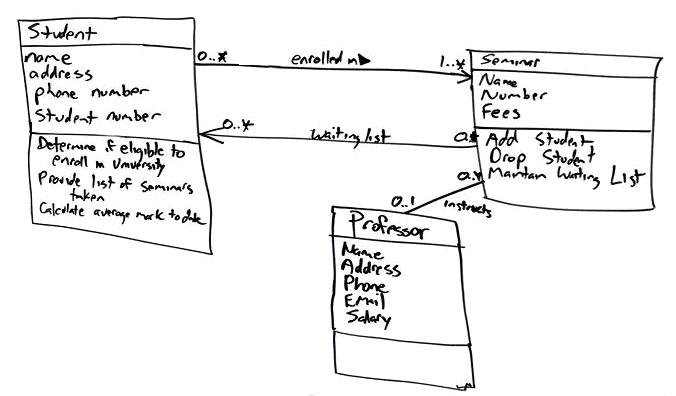 Student
name
address
phone number
Student number
Determine if eligible to
enroll in University
Provide list of Seminars
taken
Calculate average mark to date
0..*
enrolled in
1..*
0..*
Waiting list
0..*
Seminar
Name
Number
Fees
Add Student
Drop Student
Maintain Waiting List
0..*
instructs
0..1
Professor
Name
Address
Phone
Email
Salary